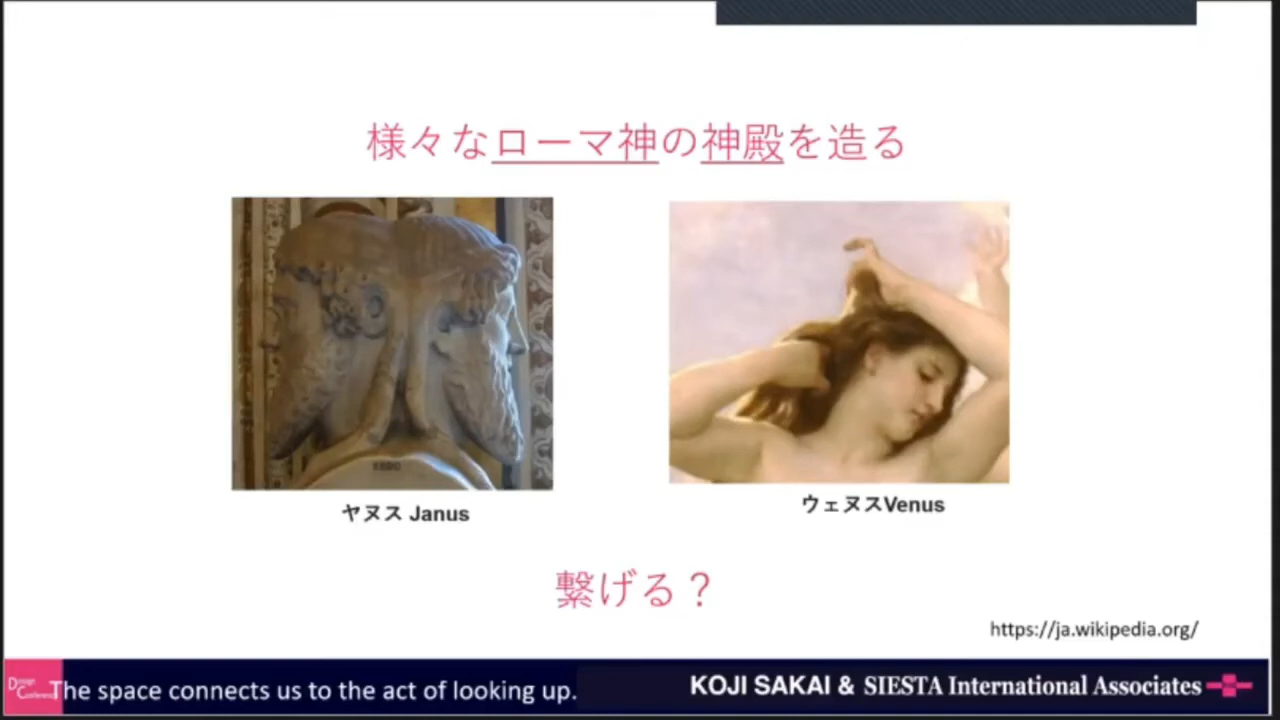 様々なローマ神の神殿を造る
ヤヌス Janus
ウェヌスVenus
繋げる？
https://ja.wikipedia.org/
Design
Conference
The space connects us to the act of looking up.
KOJI SAKAI & SIESTA International Associates